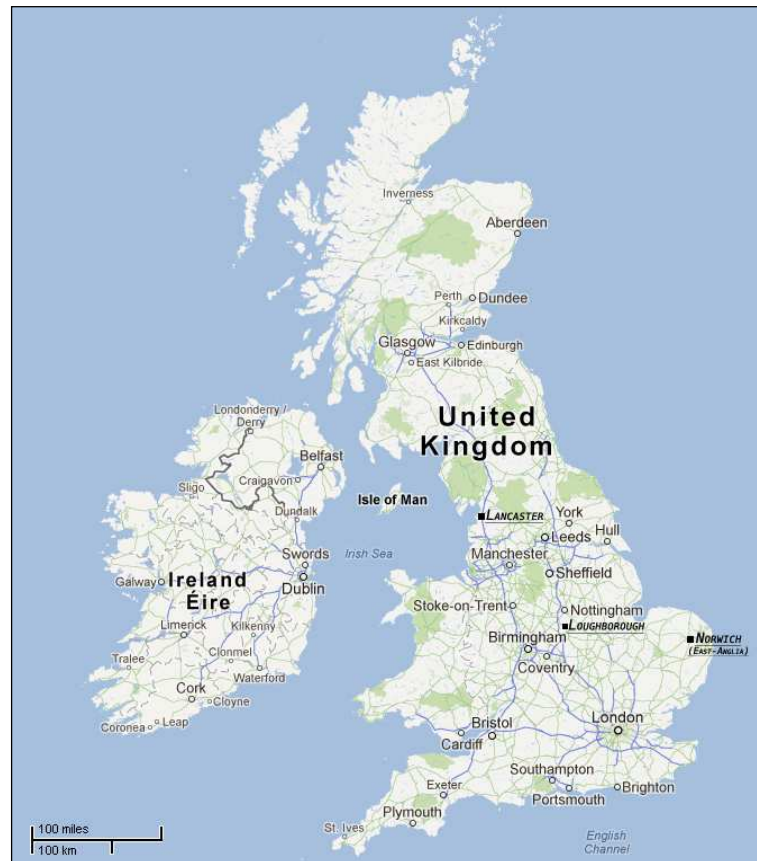 Inverness
Aberdeen
Perth
Dundee
Kirkcaldy
Glasgow
Edinburgh
East Kilbride
United
Kingdom
Londonderry /
Derry
Belfast
Craigavon
Sligo
Isle of Man
Dundalk
LANCASTER
York
Leeds
Hull
Irish Sea
Swords
Manchester
Sheffield
Galway
Ireland
Éire
Dublin
Stoke-on-Trent
Nottingham
Limerick
Kilkenny
LOUGHBOROUGH
NORWICH
(EAST-ANGLIA)
Birmingham
Coventry
Tralee
Clonmel
Waterford
Cork
Cloyne
Leap
Coronea
London
Bristol
Cardiff
Southampton
Exeter
Portsmouth
Brighton
Plymouth
St. Ives
English
Channel
100 miles
100 km